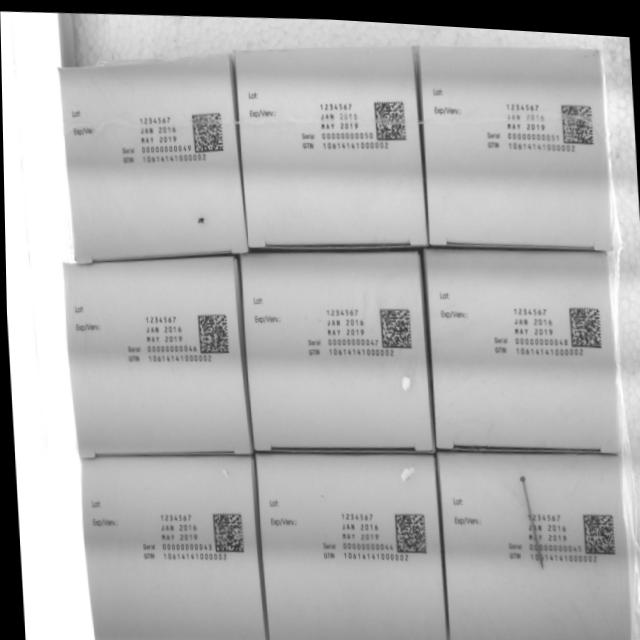 Lot:
1234567
Exp/Verv.:
JAN 2016
MAY 2019
Serial: 00000000049
GTIN: 10614141000002
Lot:
1234567
Exp/Verv.:
JAN 2016
MAY 2019
Serial: 00000000050
GTIN: 10614141000002
Lot:
1234567
Exp/Verv.:
JAN 2016
MAY 2019
Serial: 00000000051
GTIN: 10614141000002
Lot:
1234567
Exp/Verv.:
JAN 2016
MAY 2019
Serial: 00000000046
GTIN: 10614141000002
Lot:
1234567
Exp/Verv.:
JAN 2016
MAY 2019
Serial: 00000000047
GTIN: 10614141000002
Lot:
1234567
Exp/Verv.:
JAN 2016
MAY 2019
Serial: 00000000048
GTIN: 10614141000002
Lot:
1234567
Exp/Verv.:
JAN 2016
MAY 2019
Serial:
GTIN: 10614141000002
Lot:
1234567
Exp/Verv.:
JAN 2016
MAY 2019
Serial:
GTIN: 10614141000002
Lot:
1234567
Exp/Verv.:
JAN 2016
MAY 2019
Serial:
GTIN: 10614141000002